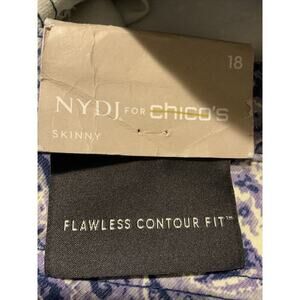 18
NYDJ FOR chico's
SKINNY
FLAWLESS CONTOUR FIT™